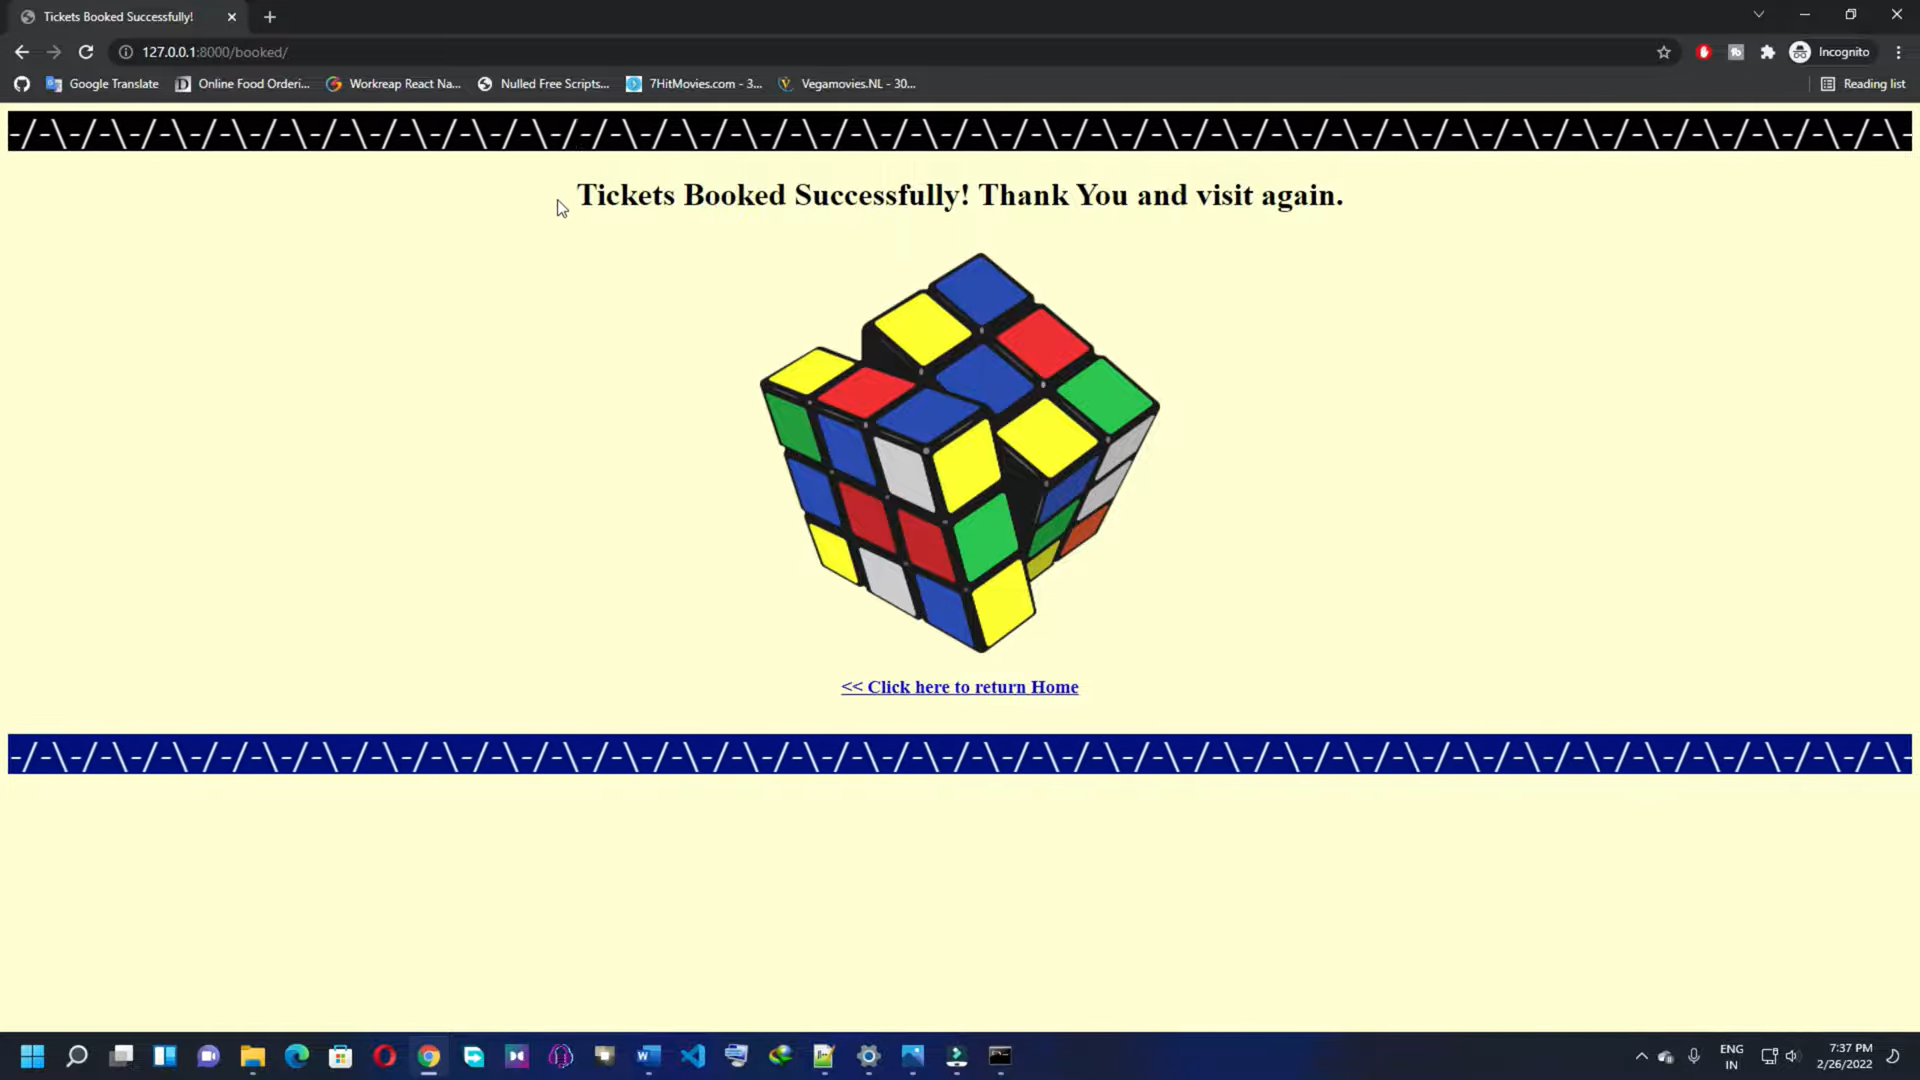 Tickets Booked Successfully!
127.0.0.1:8000/booked/
Incognito
Google Translate
Online Food Orderi...
Workreap React Na...
Nulled Free Scripts...
7HitMovies.com - 3...
Vegamovies.NL - 30...
Reading list
-/-\-/-\-/-\-/-\-/-\-/-\-/-\-/-\-/-\-/-\-/-\-/-\-/-\-/-\-/-\-/-\-/-\-/-\-/-\-/-\-/-\-/-\-/-\-/-\-/-\-
Tickets Booked Successfully! Thank You and visit again.
<< Click here to return Home
-/-\-/-\-/-\-/-/-\-/-\-/-\-/-\-/-\-/-\-/-\-/-\-/-\-/-\-/-\-/-\-/-\-/-\-/-\-/-\-/-\-/-\-/-\-/-\-/-\-
ENG
IN
7:37 PM
2/26/2022